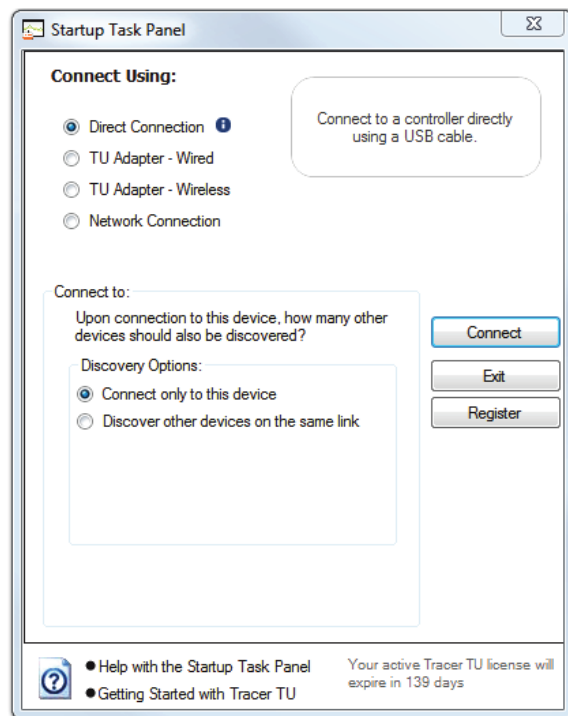 Startup Task Panel
Connect Using:
Direct Connection
TU Adapter - Wired
TU Adapter - Wireless
Network Connection
Connect to a controller directly
using a USB cable.
Connect to:
Upon connection to this device, how many other
devices should also be discovered?
Discovery Options:
Connect only to this device
Discover other devices on the same link
Connect
Exit
Register
Help with the Startup Task Panel
Getting Started with Tracer TU
Your active Tracer TU license will
expire in 139 days